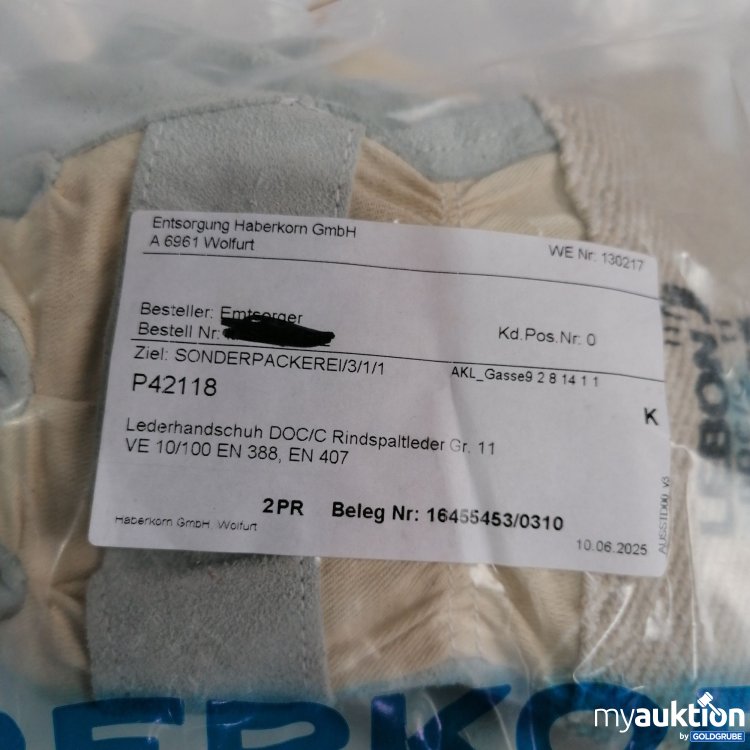 Entsorgung Haberkorn GmbH
A 6961 Wolfurt
WE Nr: 130217
Besteller: Emtsorger
Bestell Nr:
Kd.Pos.Nr: 0
Ziel: SONDERPACKEREI/3/1/1
AKL_Gasse9 2 8 14 1 1
P42118
K
Lederhandschuh DOC/C Rindspaltleder Gr. 11
VE 10/100 EN 388, EN 407
2PR Beleg Nr: 16455453/0310
Haberkorn GmbH, Wolfurt
10.06.2025
AUSSTD00_v3
LEBON
myauktion
by GOLDGRUBE